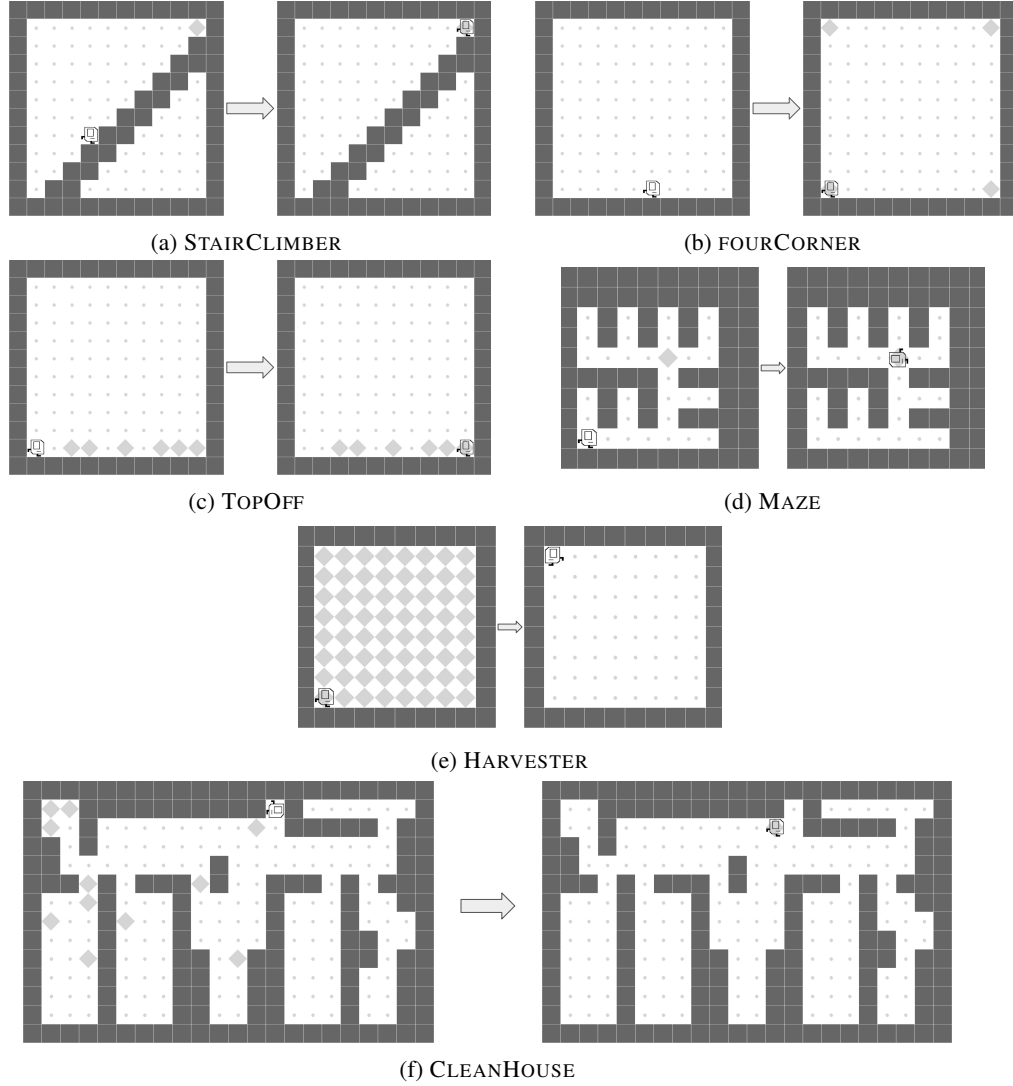 (a) STAIRCLIMBER
(b) FOURCORNER
(c) TOPOFF
(d) MAZE
(e) HARVESTER
(f) CLEANHOUSE